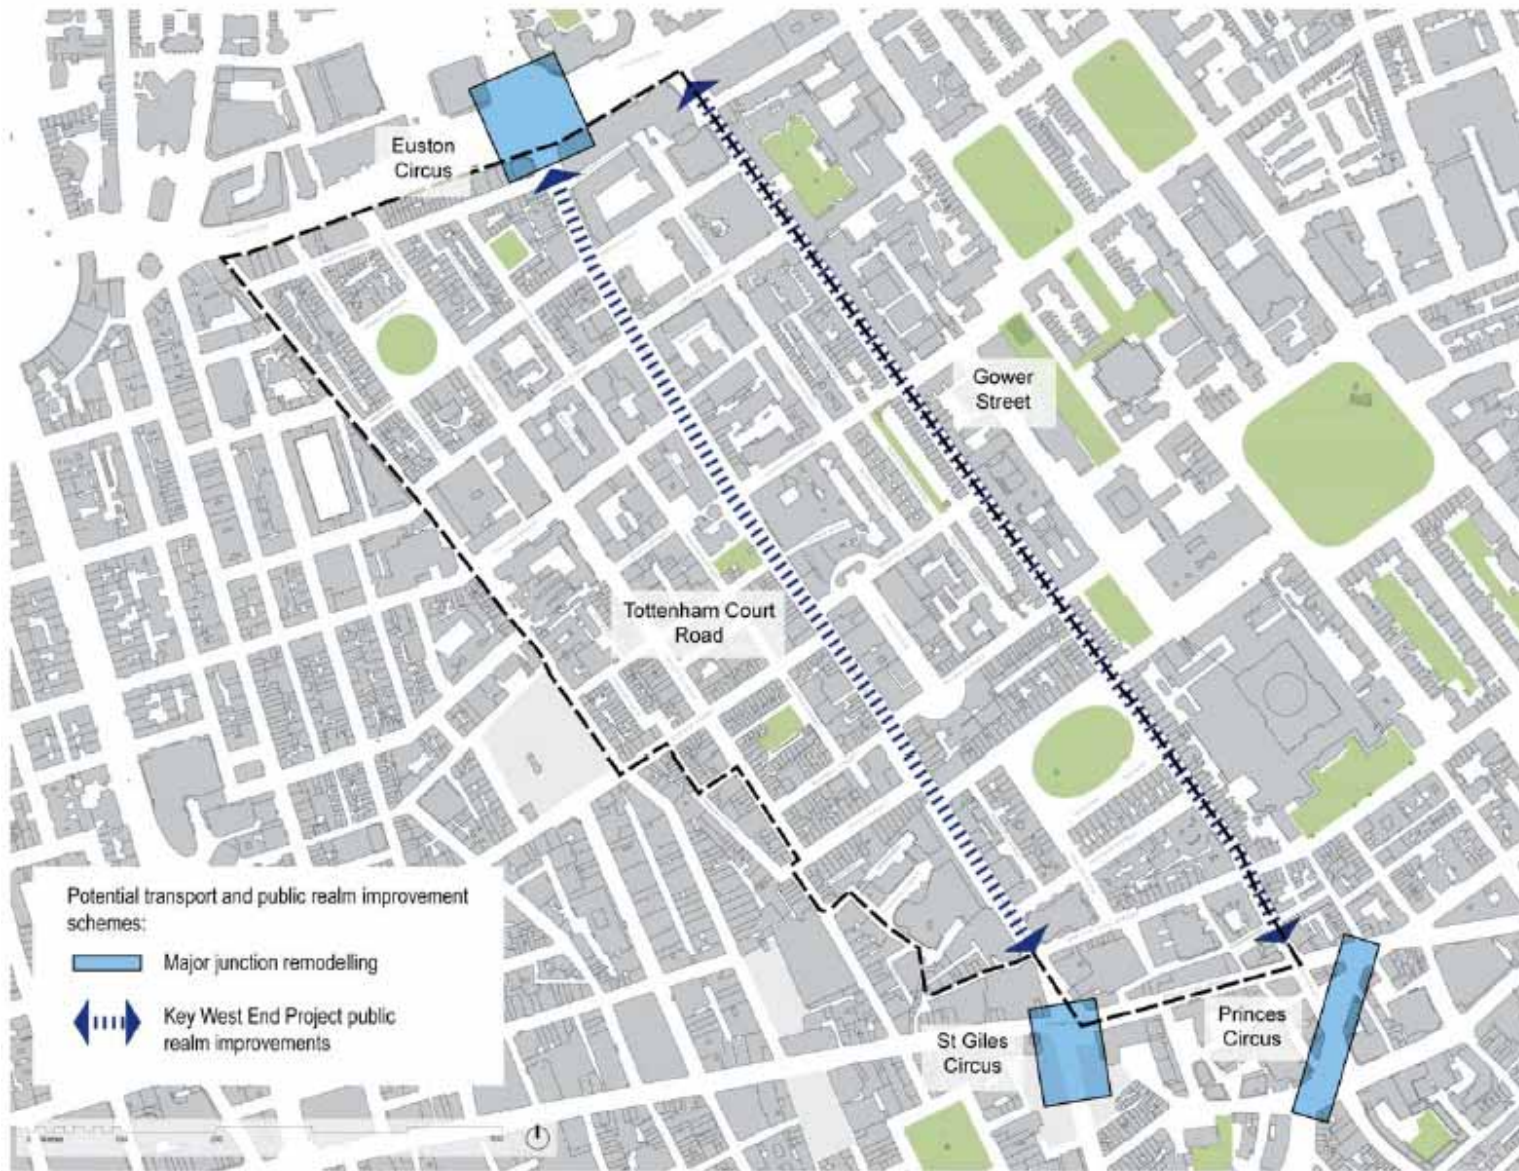 Euston
Circus
Gower
Street
Tottenham Court
Road
Potential transport and public realm improvement
schemes:
Major junction remodelling
Key West End Project public
realm improvements
St Giles
Circus
Princes
Circus